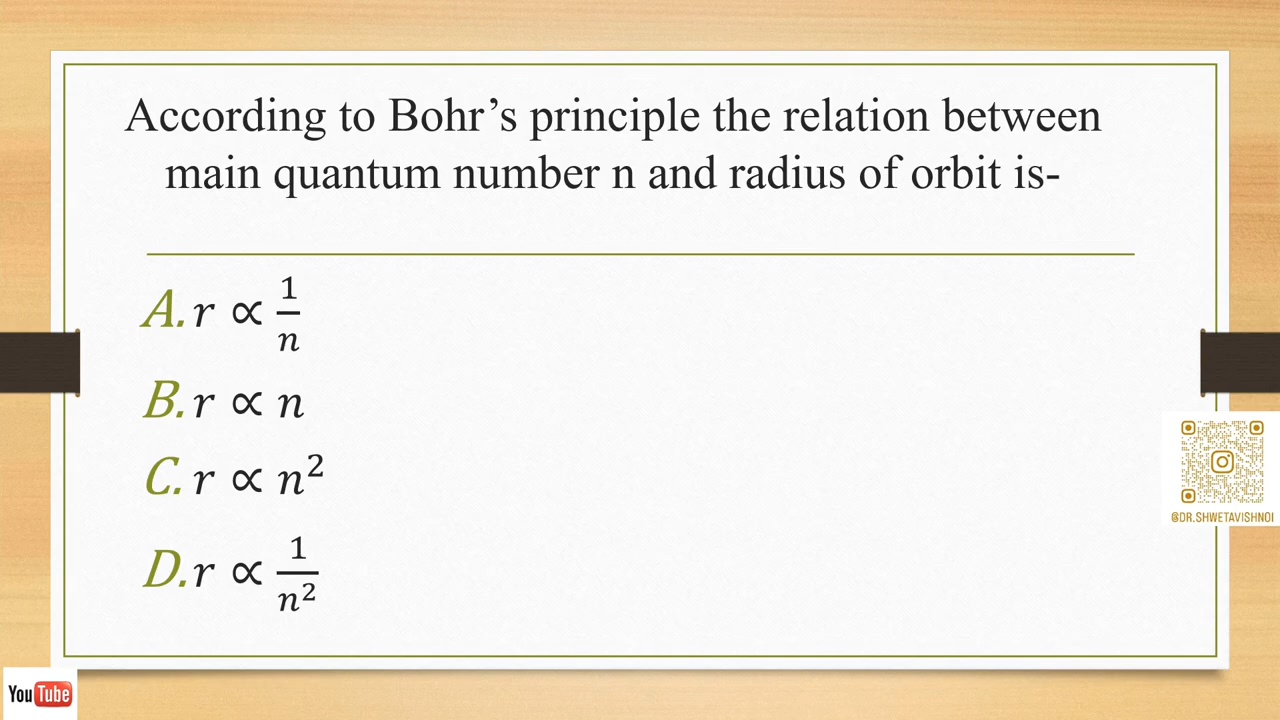 According to Bohr’s principle the relation between
main quantum number n and radius of orbit is-
A. r ∝ 1/n
B. r ∝ n
C. r ∝ n²
D. r ∝ 1/n²
@DR.SHWETAVISHNOI
YouTube